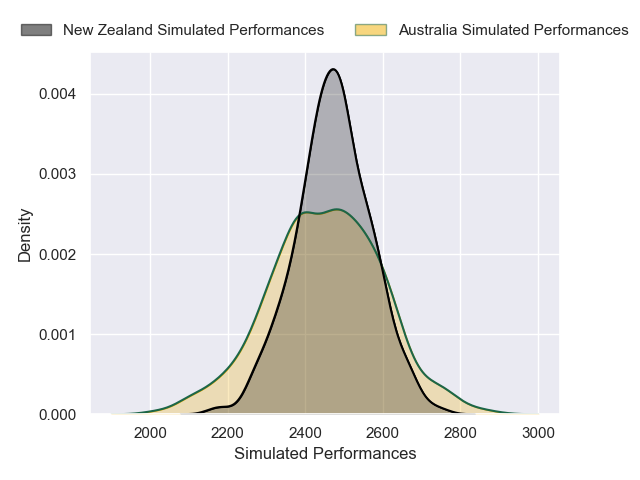 New Zealand Simulated Performances
Australia Simulated Performances
0.004
0.003
0.002
0.001
0.000
Density
2000 2200 2400 2600 2800 3000
Simulated Performances